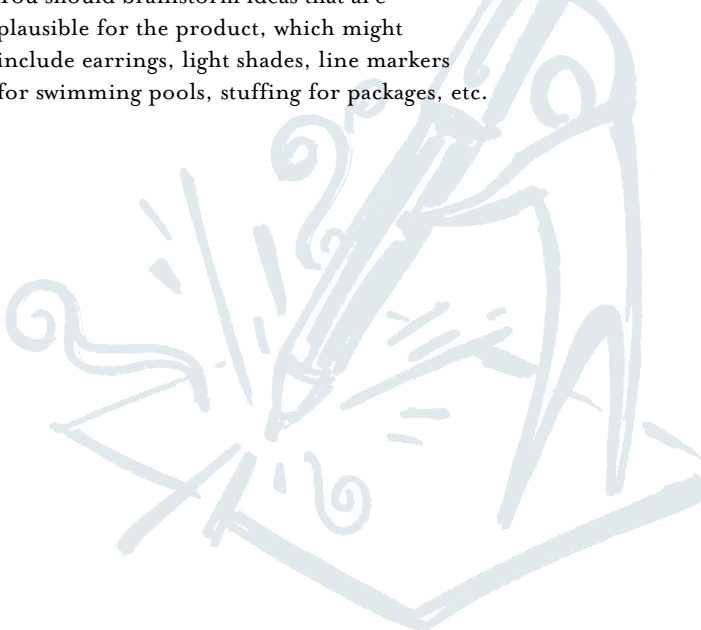 You should brainstorm ideas that are
plausible for the product, which might
include earrings, light shades, line markers
for swimming pools, stuffing for packages, etc.